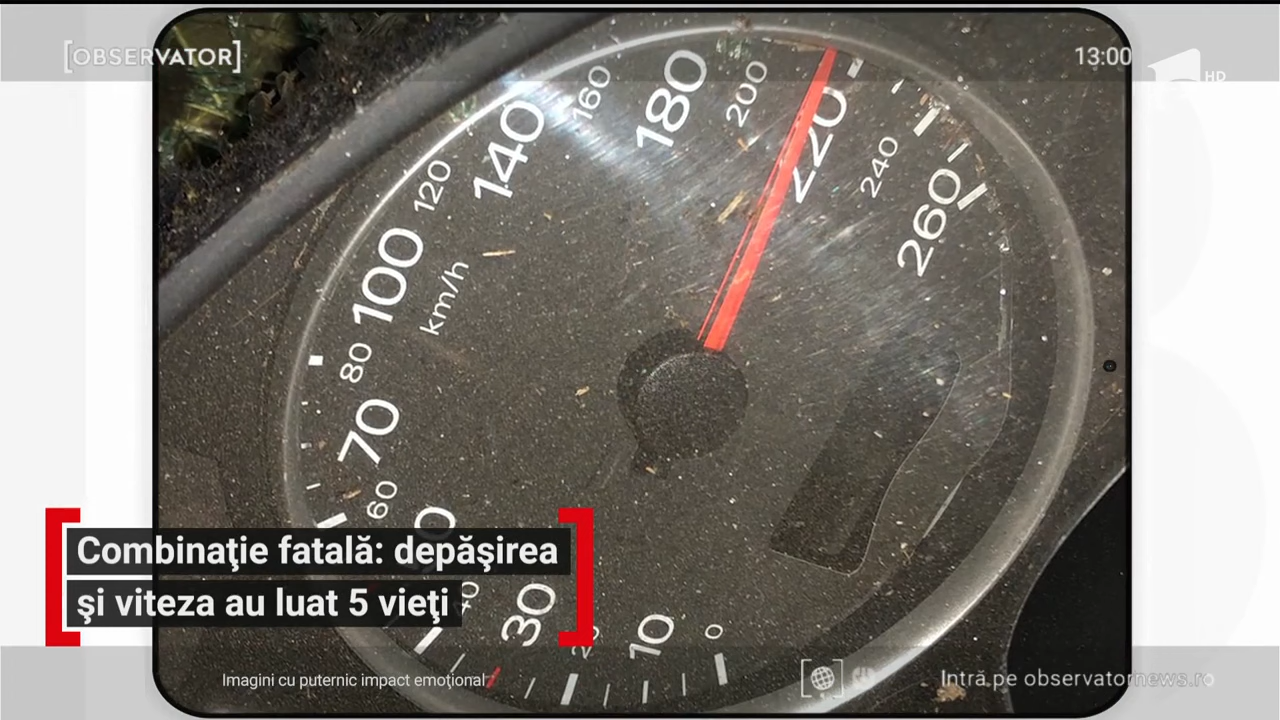 [OBSERVATOR]
13:00
HD
160
180
200
220
140
240
120
260
100
km/h
80
70
60
Combinaţie fatală: depăşirea
şi viteza au luat 5 vieţi
40
30
20
10
0
Imagini cu puternic impact emoţional
Intră pe observatornews.ro